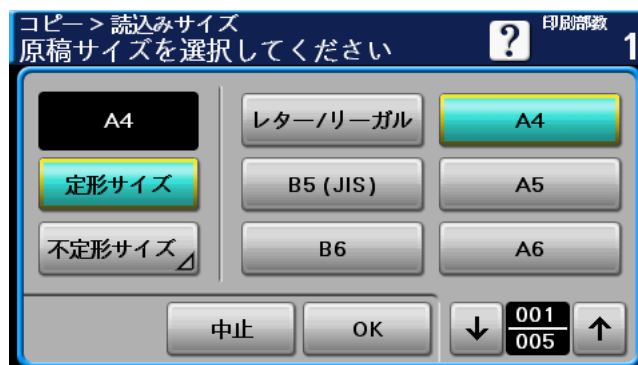 コピー > 読込みサイズ
原稿サイズを選択してください
?
印刷部数
1
A4
レター/リーガル
A4
定形サイズ
B5 (JIS)
A5
不定形サイズ
B6
A6
中止
OK
↓
001
005
↑